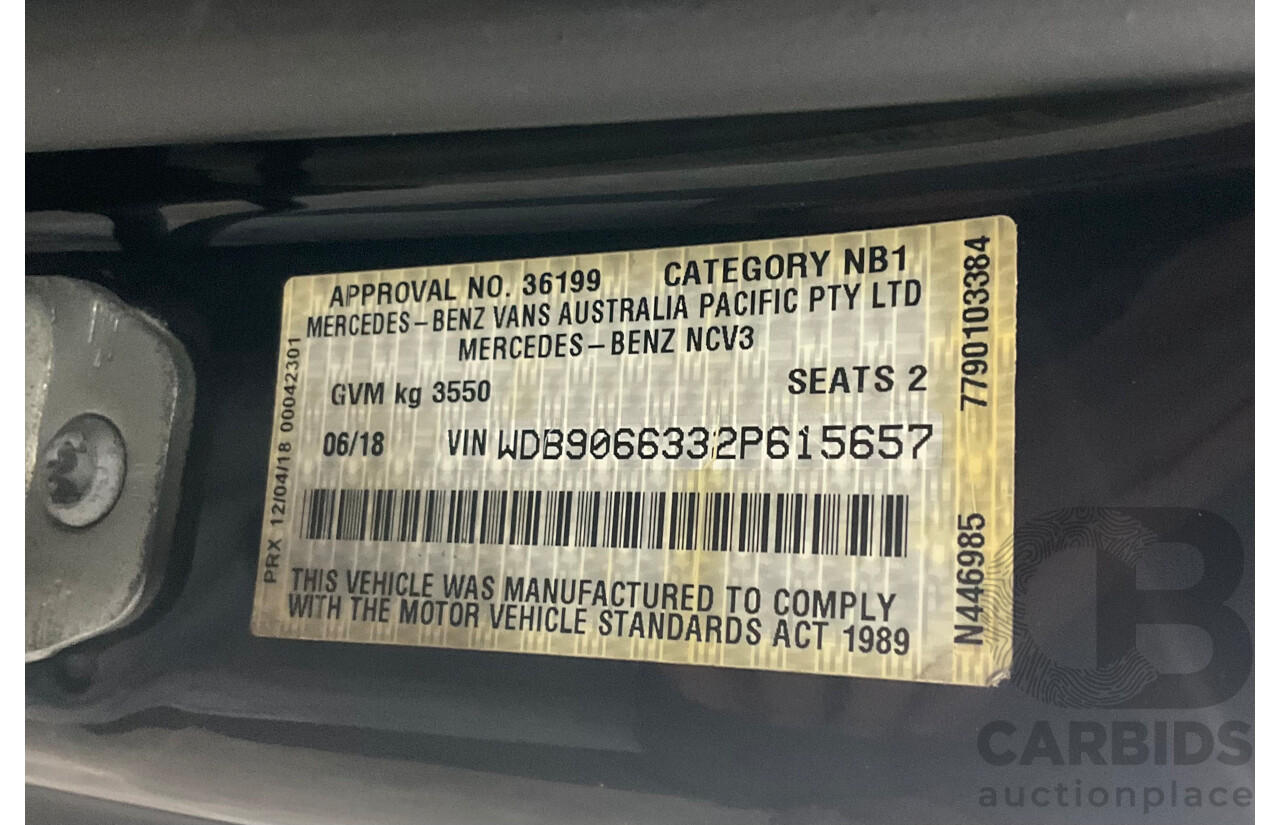 APPROVAL NO. 36199 CATEGORY NB1
MERCEDES-BENZ VANS AUSTRALIA PACIFIC PTY LTD
MERCEDES-BENZ NCV3
GVM kg 3550 SEATS 2
06/18 VIN WDB9066332P615657
THIS VEHICLE WAS MANUFACTURED TO COMPLY
WITH THE MOTOR VEHICLE STANDARDS ACT 1989
PRX 12/04/18 00042301
7790103384
N446985
CB
CARBIDS
auctionplace